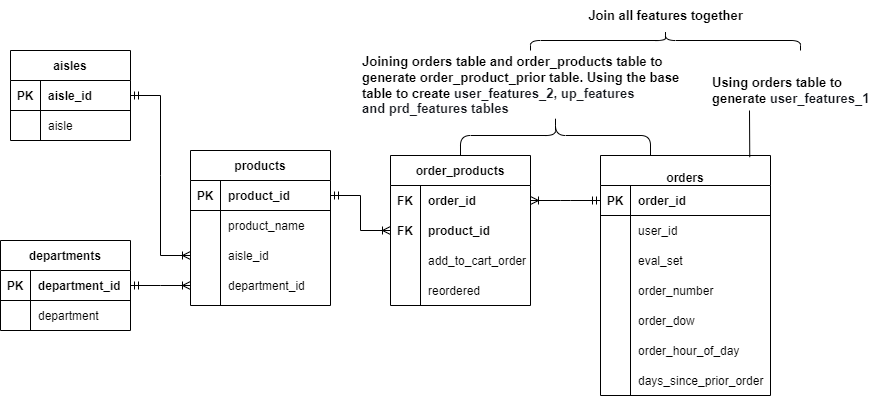 Join all features together
Joining orders table and order_products table to
generate order_product_prior table. Using the base
table to create user_features_2, up_features
and prd_features tables
Using orders table to
generate user_features_1
aisles
PK aisle_id
aisle
departments
PK department_id
department
products
PK product_id
product_name
aisle_id
department_id
order_products
FK order_id
FK product_id
add_to_cart_order
reordered
orders
PK order_id
user_id
eval_set
order_number
order_dow
order_hour_of_day
days_since_prior_order